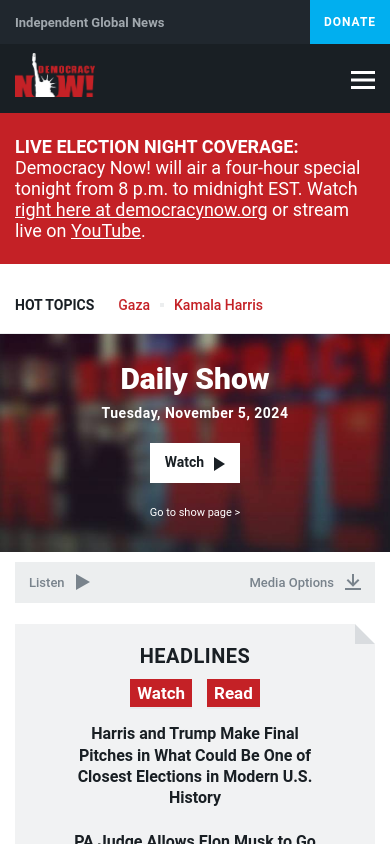 Independent Global News
DONATE
DEMOCRACY
NOW!
LIVE ELECTION NIGHT COVERAGE:
Democracy Now! will air a four-hour special
tonight from 8 p.m. to midnight EST. Watch
right here at democracynow.org or stream
live on YouTube.
HOT TOPICS
Gaza
Kamala Harris
Daily Show
Tuesday, November 5, 2024
Watch
Go to show page >
Listen
Media Options
HEADLINES
Watch
Read
Harris and Trump Make Final
Pitches in What Could Be One of
Closest Elections in Modern U.S.
History
PA Judge Allows Elon Musk to Go